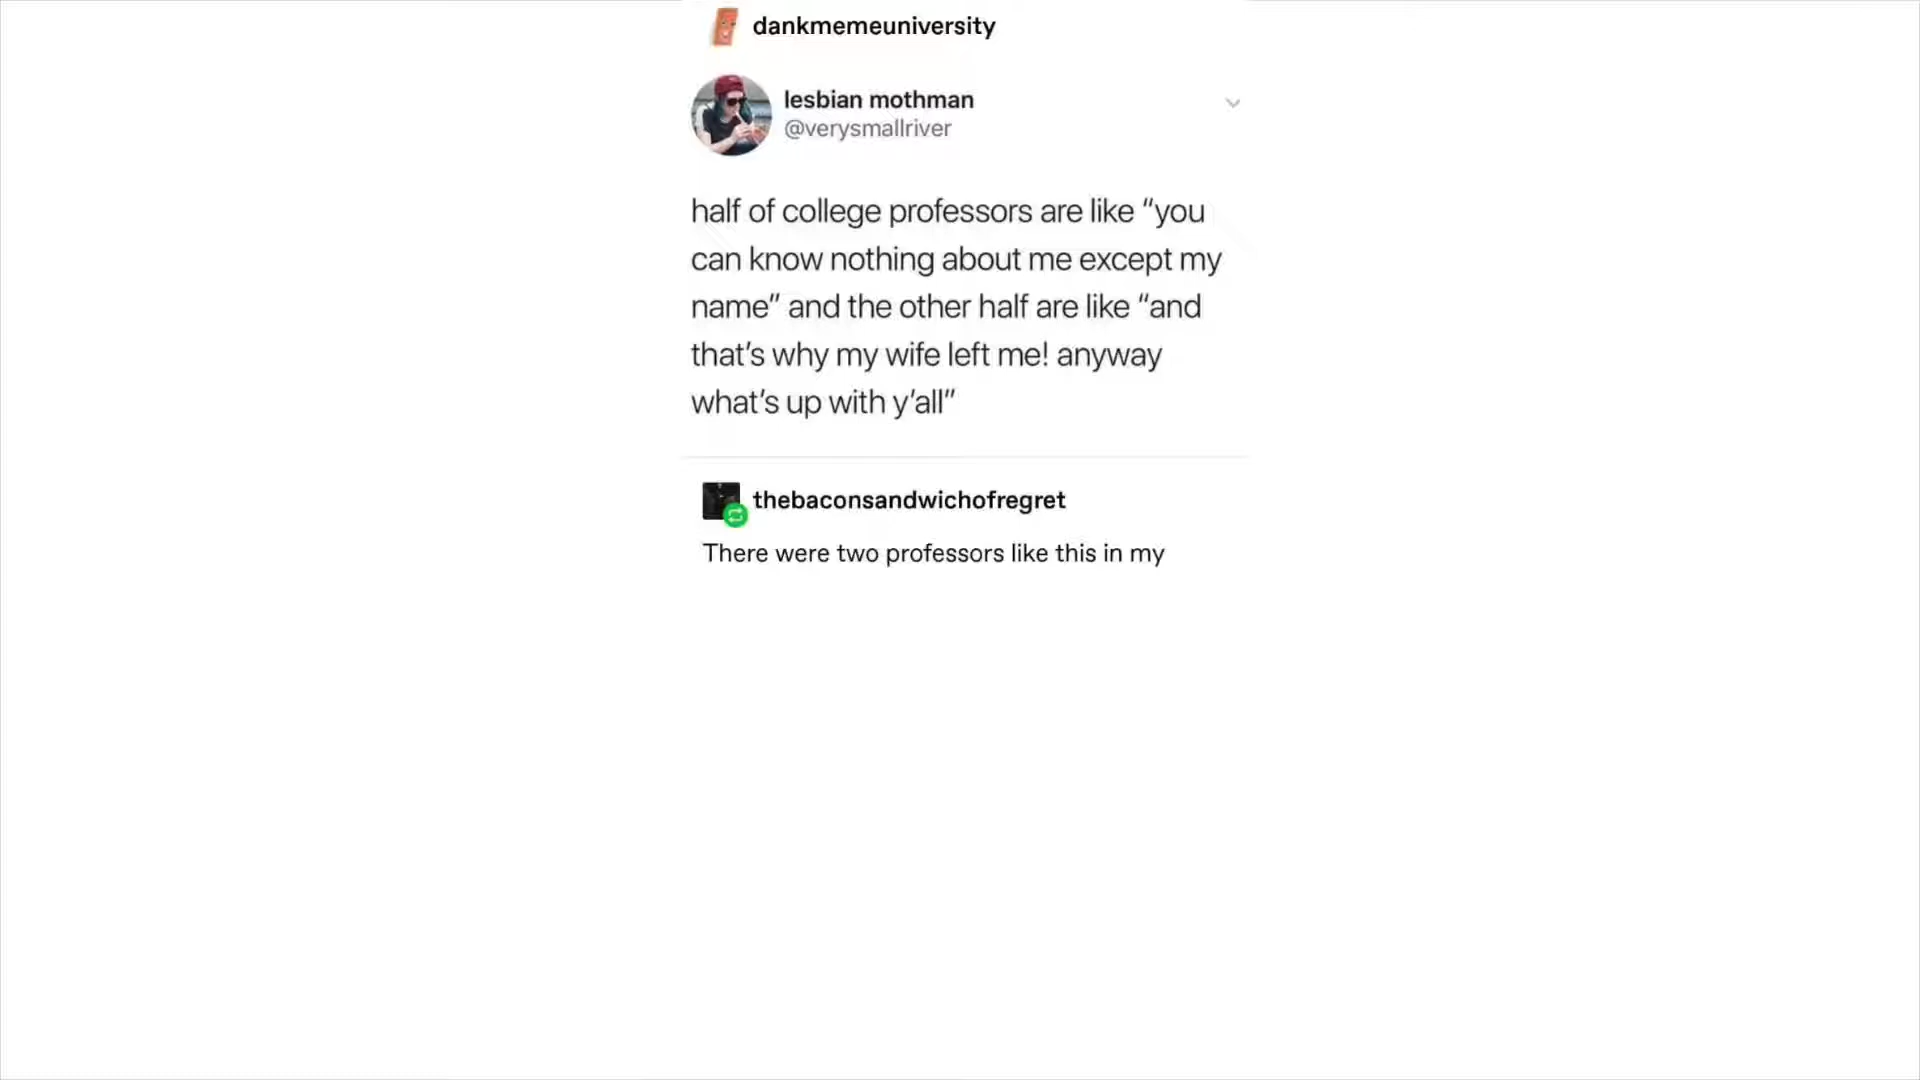 dankmemeuniversity
lesbian mothman
@verysmallriver
half of college professors are like “you
can know nothing about me except my
name” and the other half are like “and
that’s why my wife left me! anyway
what’s up with y’all”
thebaconsandwichofregret
There were two professors like this in my